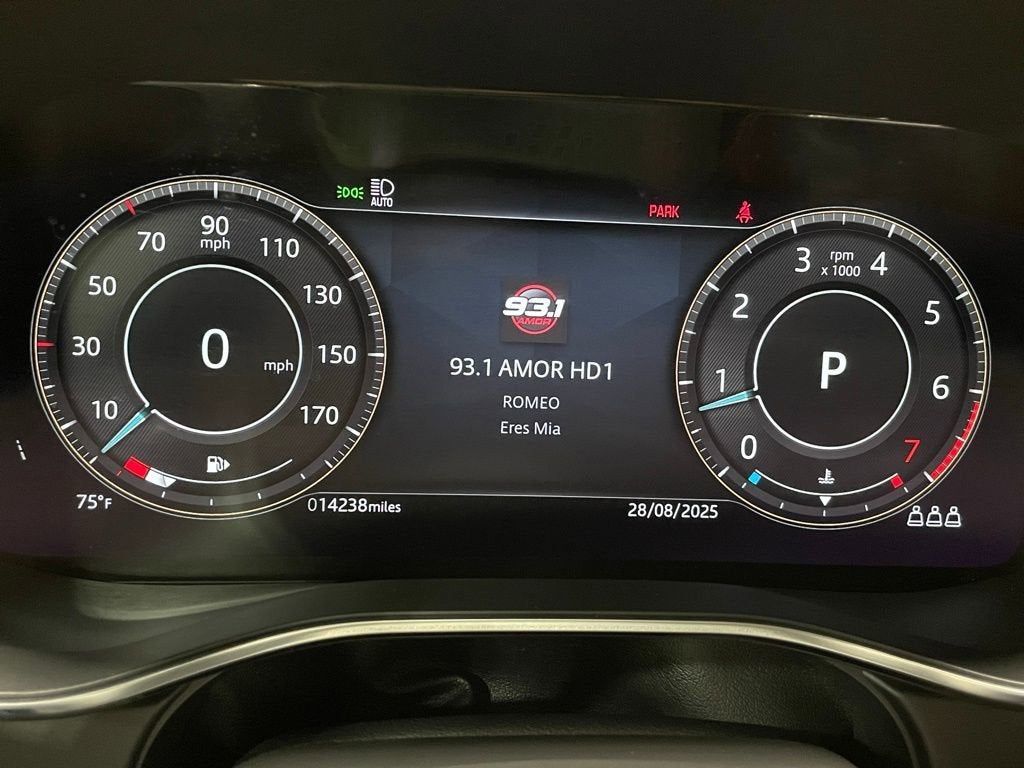 AUTO
PARK
90
mph
70
110
50
130
30
150
10
170
0
mph
93.1
AMOR
93.1 AMOR HD1
ROMEO
Eres Mia
rpm
x 1000
3
4
2
5
1
6
0
7
P
75°F
014238miles
28/08/2025